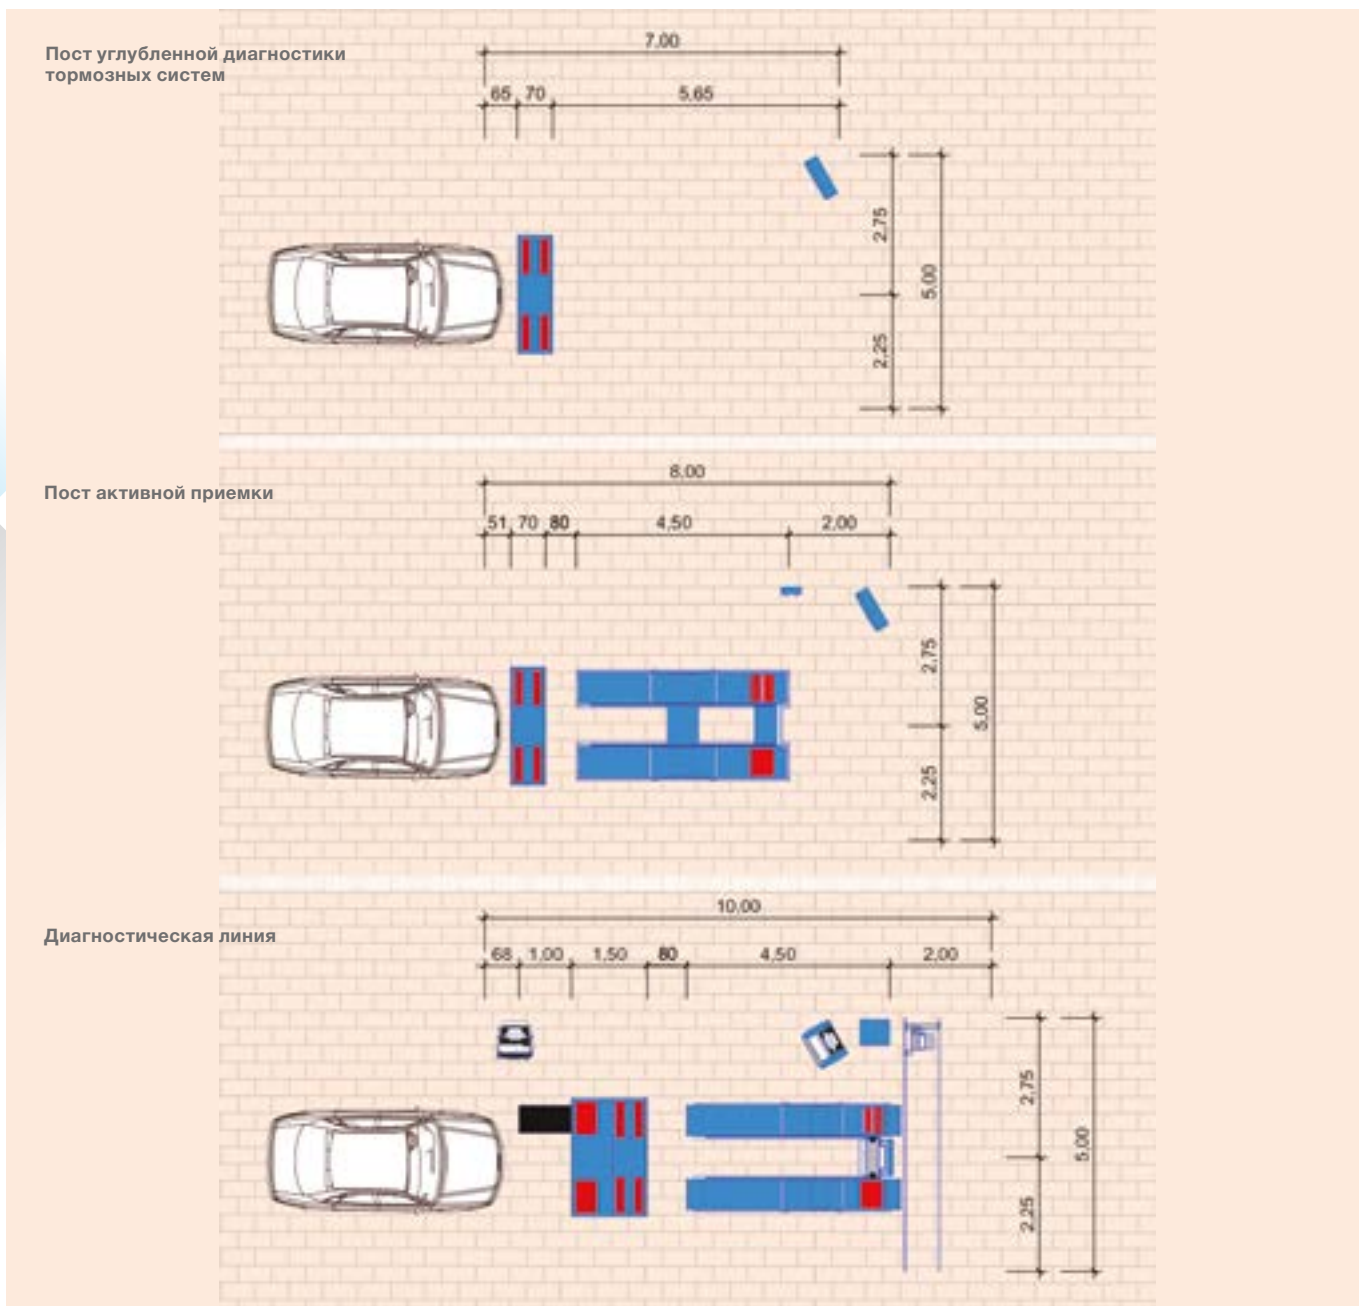 Пост углубленной диагностики
тормозных систем
7,00
65 70 5,65
2,75
5,00
2,25
Пост активной приемки
8,00
51 70 80 4,50 2,00
2,75
5,00
2,25
Диагностическая линия
10,00
68 1,00 1,50 80 4,50 2,00
2,75
5,00
2,25